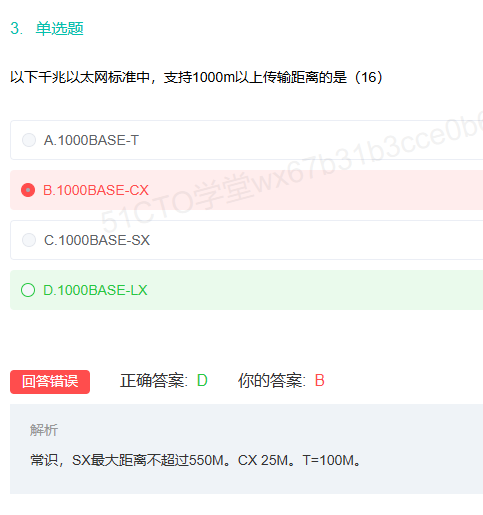 3. 单选题
以下千兆以太网标准中，支持1000m以上传输距离的是（16）
A.1000BASE-T
B.1000BASE-CX
C.1000BASE-SX
D.1000BASE-LX
51CTO学堂wx67b31b3cce0b6
回答错误 正确答案: D 你的答案: B
解析
常识，SX最大距离不超过550M。CX 25M。T=100M。